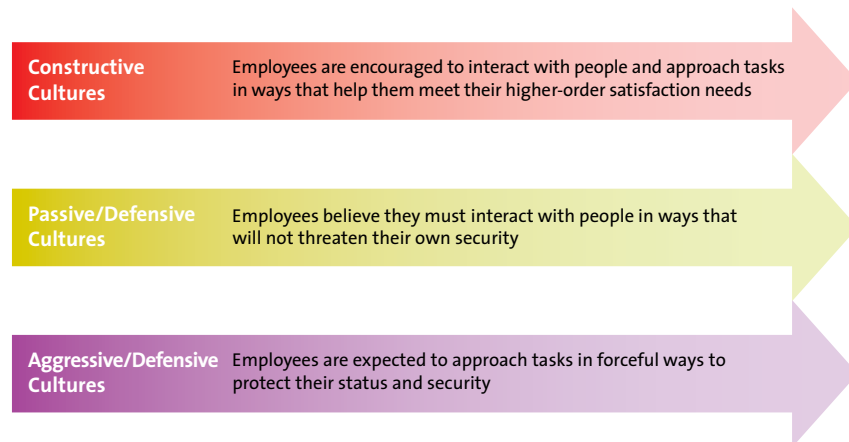 Constructive Cultures
Employees are encouraged to interact with people and approach tasks
in ways that help them meet their higher-order satisfaction needs
Passive/Defensive Cultures
Employees believe they must interact with people in ways that
will not threaten their own security
Aggressive/Defensive Cultures
Employees are expected to approach tasks in forceful ways to
protect their status and security